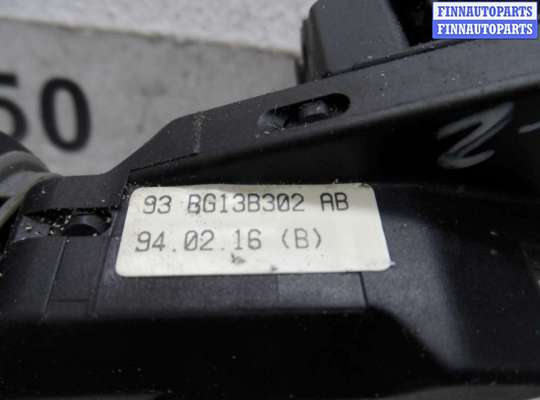 FINNAUTOPARTS
FINNAUTOPARTS
50
93 BG13B302 AB
94.02.16 (B)